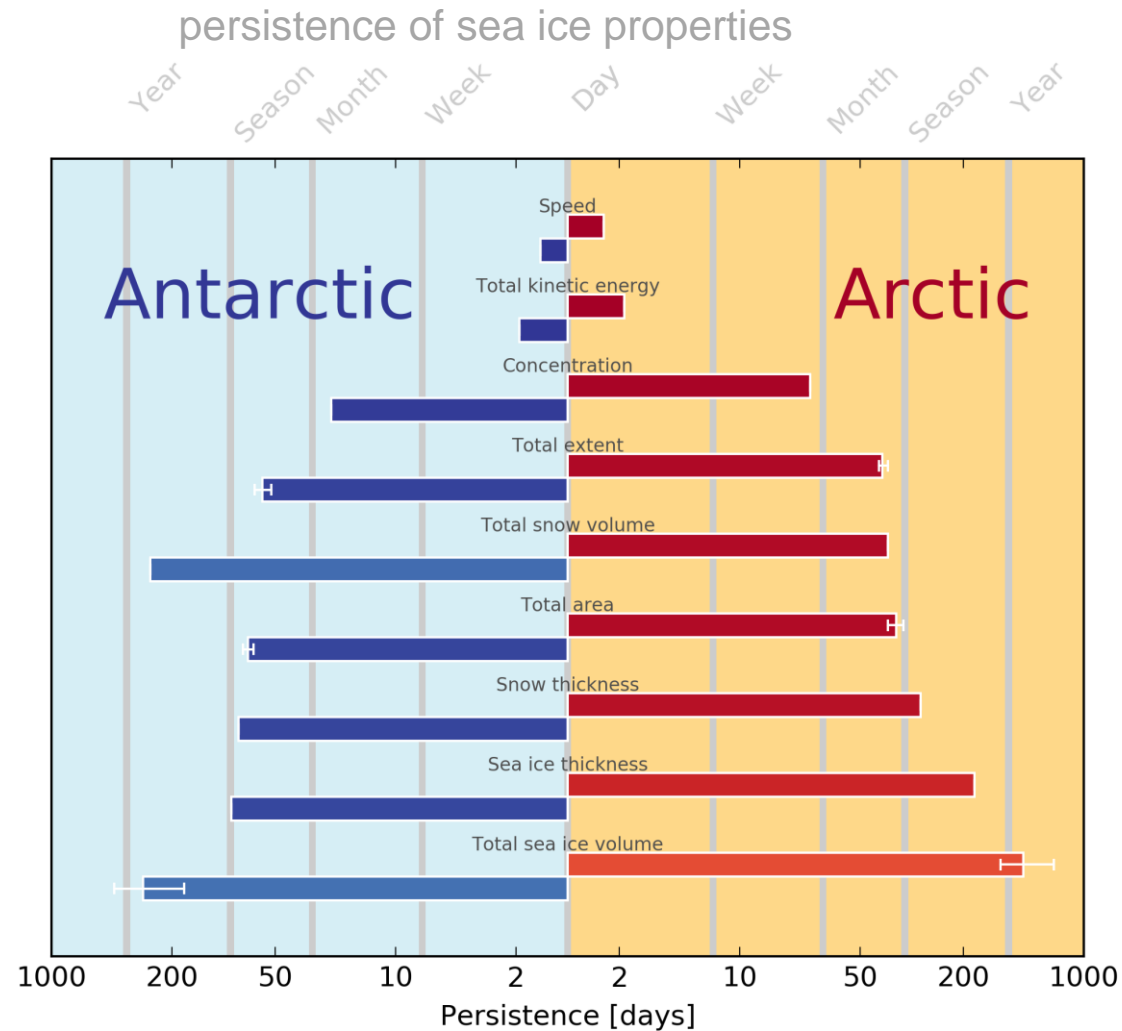 persistence of sea ice properties
Year Season Month Week Day Week Month Season Year
Speed
Antarctic
Arctic
Total kinetic energy
Concentration
Total extent
Total snow volume
Total area
Snow thickness
Sea ice thickness
Total sea ice volume
1000 200 50 10 2 2 10 50 200 1000
Persistence [days]